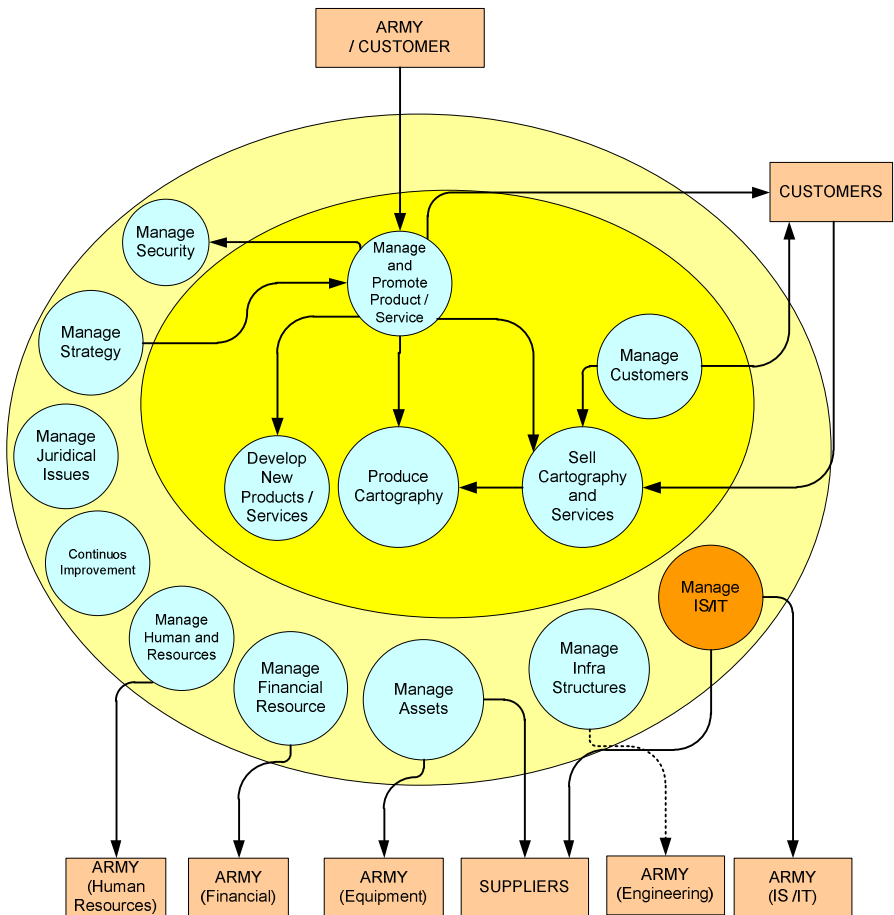 ARMY
/ CUSTOMER
CUSTOMERS
Manage
Security
Manage
and
Promote
Product /
Service
Manage
Strategy
Manage
Customers
Manage
Juridical
Issues
Develop
New
Products /
Services
Produce
Cartography
Sell
Cartography
and
Services
Continuos
Improvement
Manage
IS/IT
Manage
Human and
Resources
Manage
Financial
Resource
Manage
Assets
Manage
Infra
Structures
ARMY
(Human
Resources)
ARMY
(Financial)
ARMY
(Equipment)
SUPPLIERS
ARMY
(Engineering)
ARMY
(IS /IT)